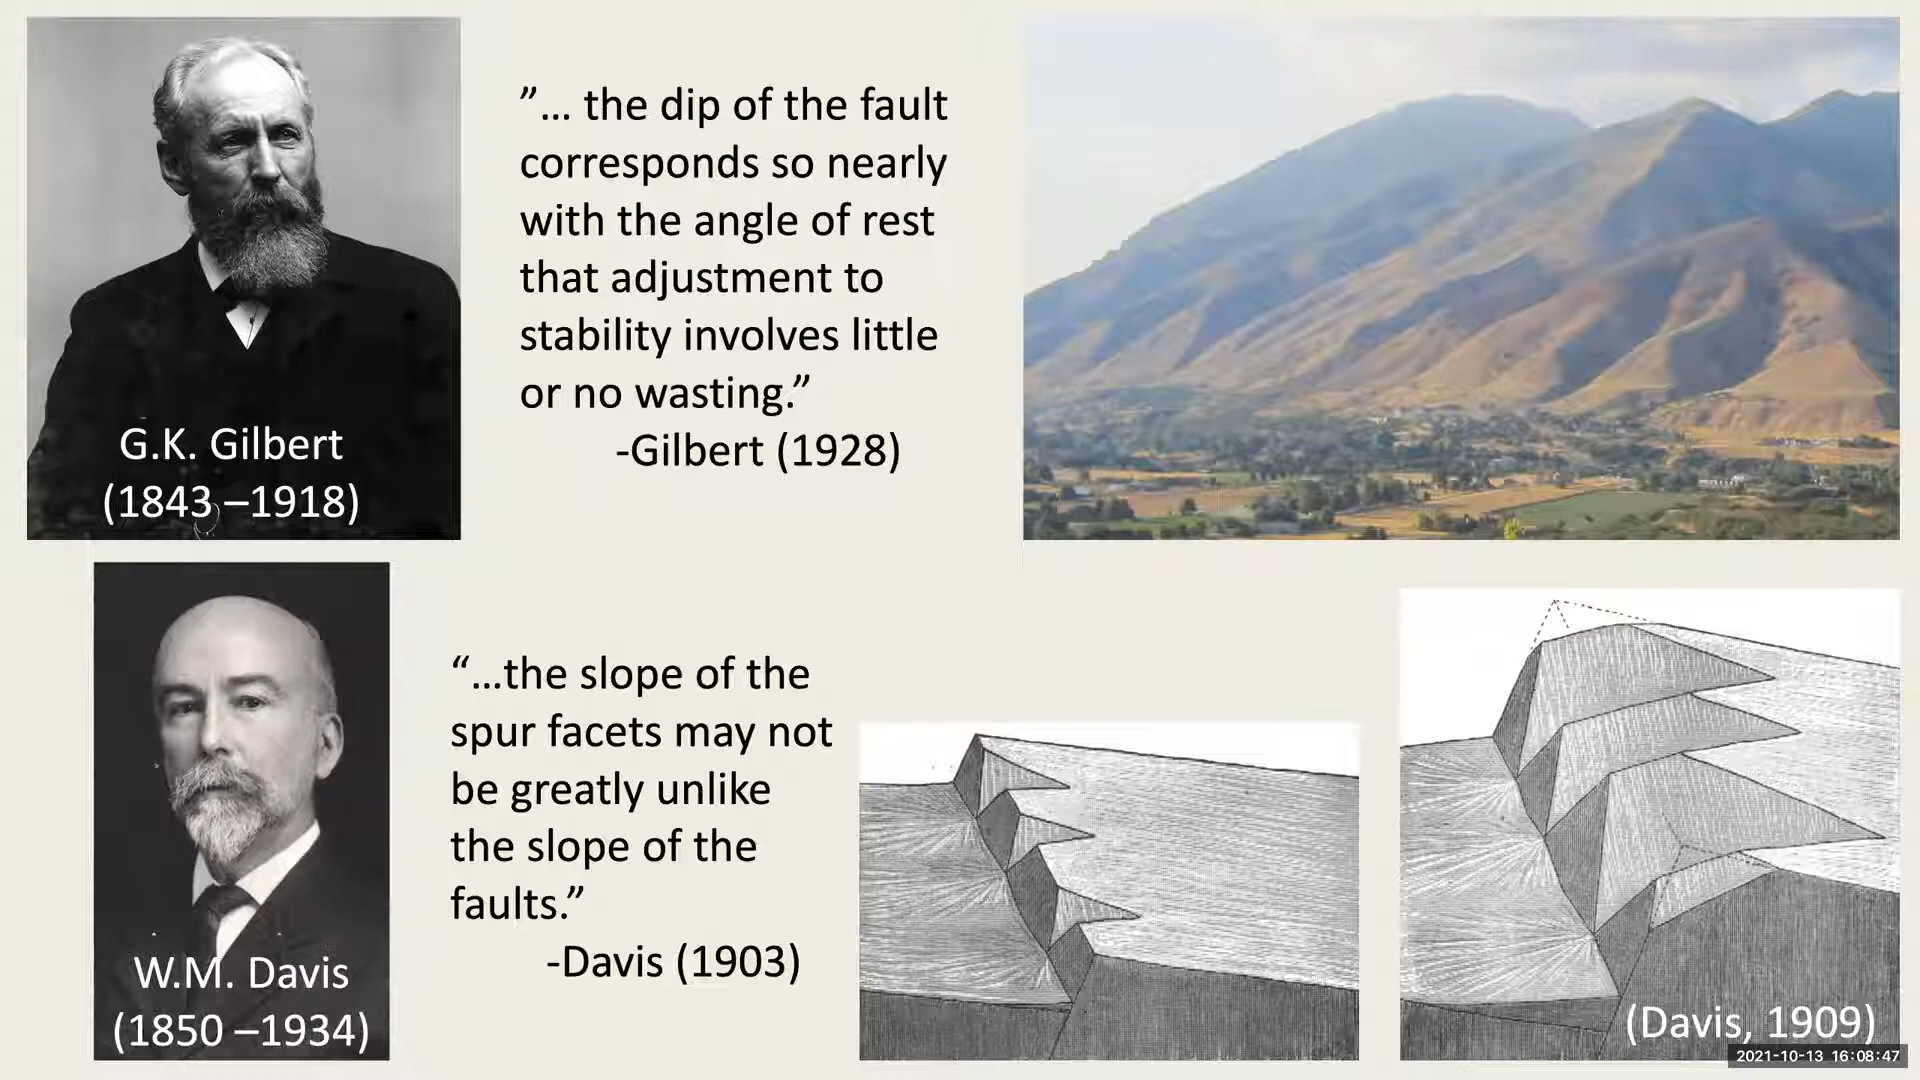 ”... the dip of the fault
corresponds so nearly
with the angle of rest
that adjustment to
stability involves little
or no wasting.”
-Gilbert (1928)
G.K. Gilbert
(1843 –1918)
“...the slope of the
spur facets may not
be greatly unlike
the slope of the
faults.”
-Davis (1903)
W.M. Davis
(1850 –1934)
(Davis, 1909)
2021-10-13 16:08:47